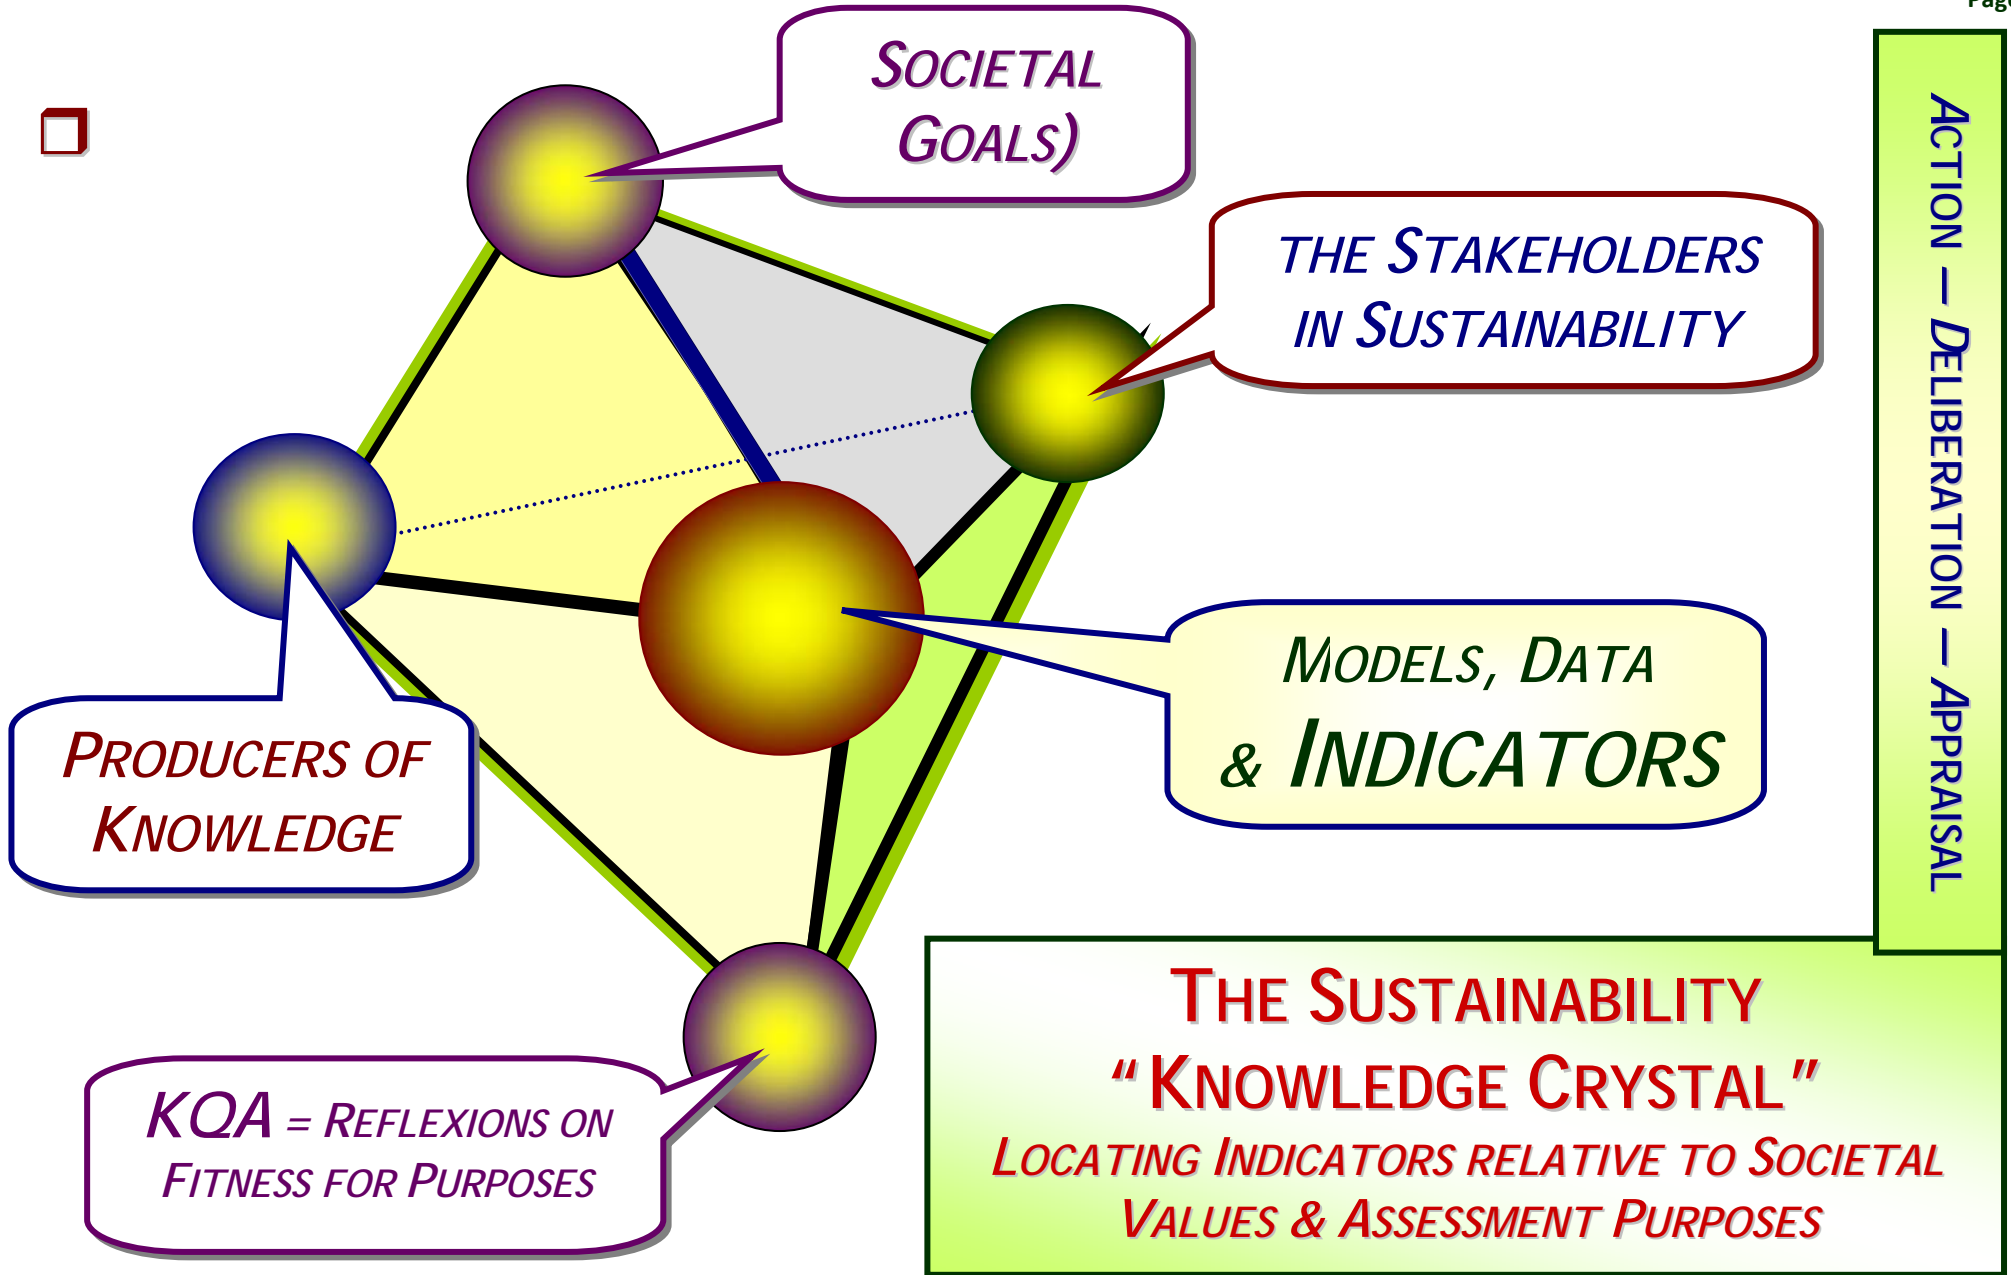 Page
SOCIETAL
GOALS)
THE STAKEHOLDERS
IN SUSTAINABILITY
ACTION – DELIBERATION – APPRAISAL
MODELS, DATA
& INDICATORS
PRODUCERS OF
KNOWLEDGE
KQA = REFLEXIONS ON
FITNESS FOR PURPOSES
THE SUSTAINABILITY
“KNOWLEDGE CRYSTAL”
LOCATING INDICATORS RELATIVE TO SOCIETAL
VALUES & ASSESSMENT PURPOSES